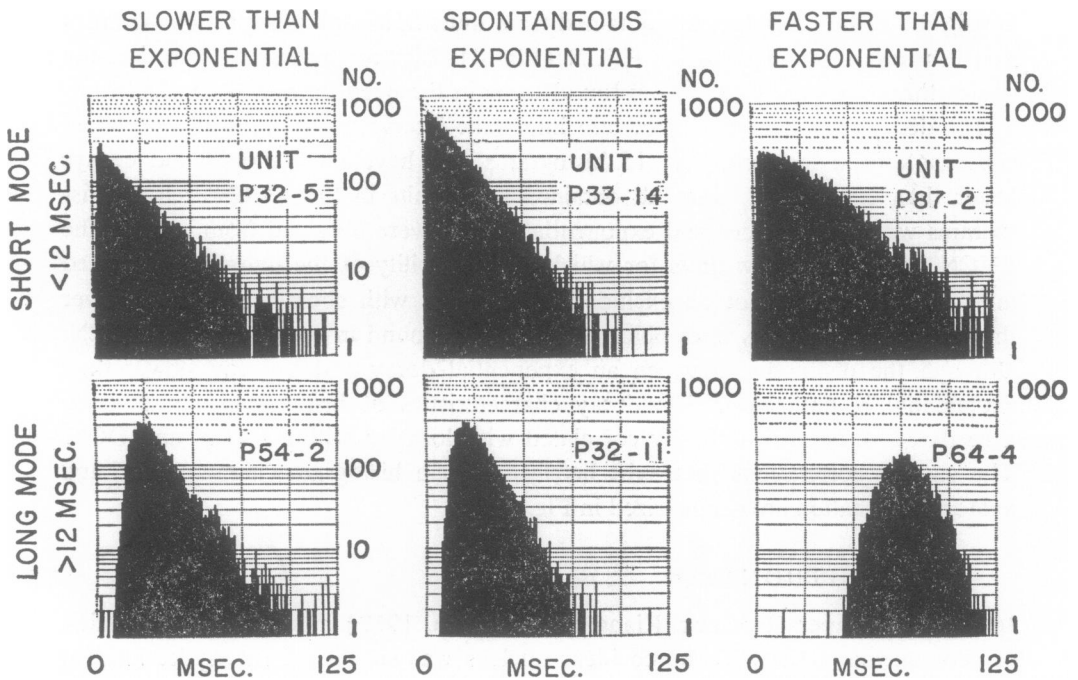 SLOWER THAN
EXPONENTIAL
SPONTANEOUS
EXPONENTIAL
FASTER THAN
EXPONENTIAL
SHORT MODE
<12 MSEC.
NO.
1000
100
10
1
UNIT
P32-5
NO.
1000
1
UNIT
P33-14
NO.
1000
1
UNIT
P87-2
LONG MODE
>12 MSEC.
1000
100
10
1
P54-2
1000
1
P32-11
1000
1
P64-4
0 MSEC. 125
0 MSEC. 125
0 MSEC. 125